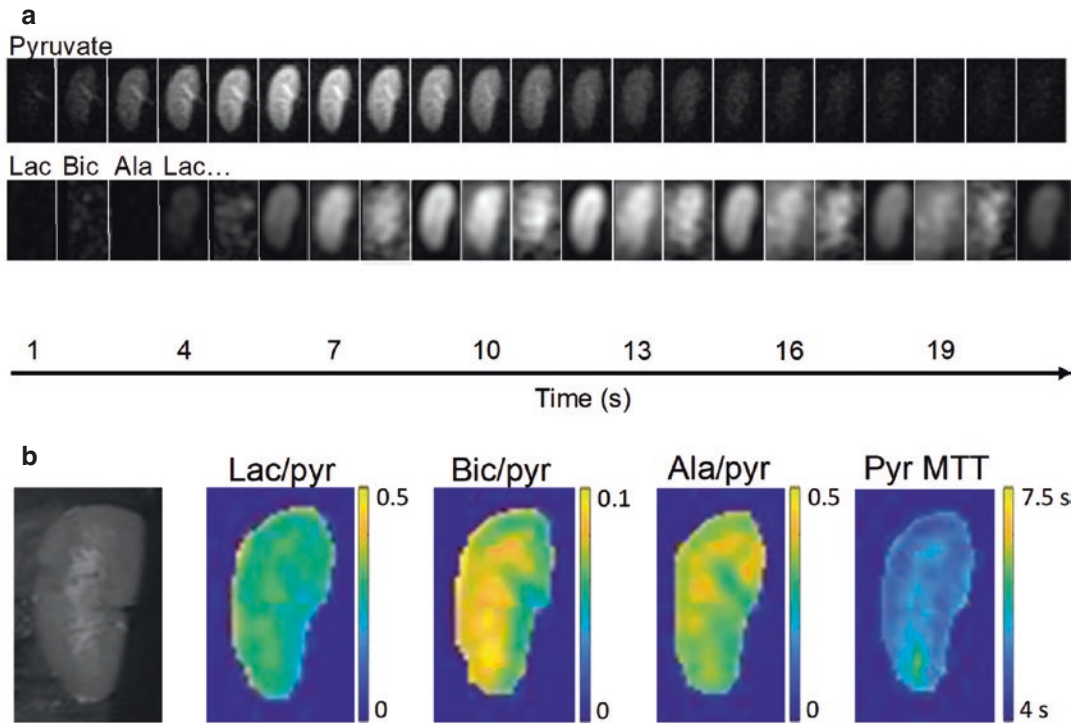 a
Pyruvate
Lac Bic Ala Lac...
1 4 7 10 13 16 19
Time (s)
b
Lac/pyr Bic/pyr Ala/pyr Pyr MTT
0.5 0.1 0.5 7.5 s
0 0 0 4 s